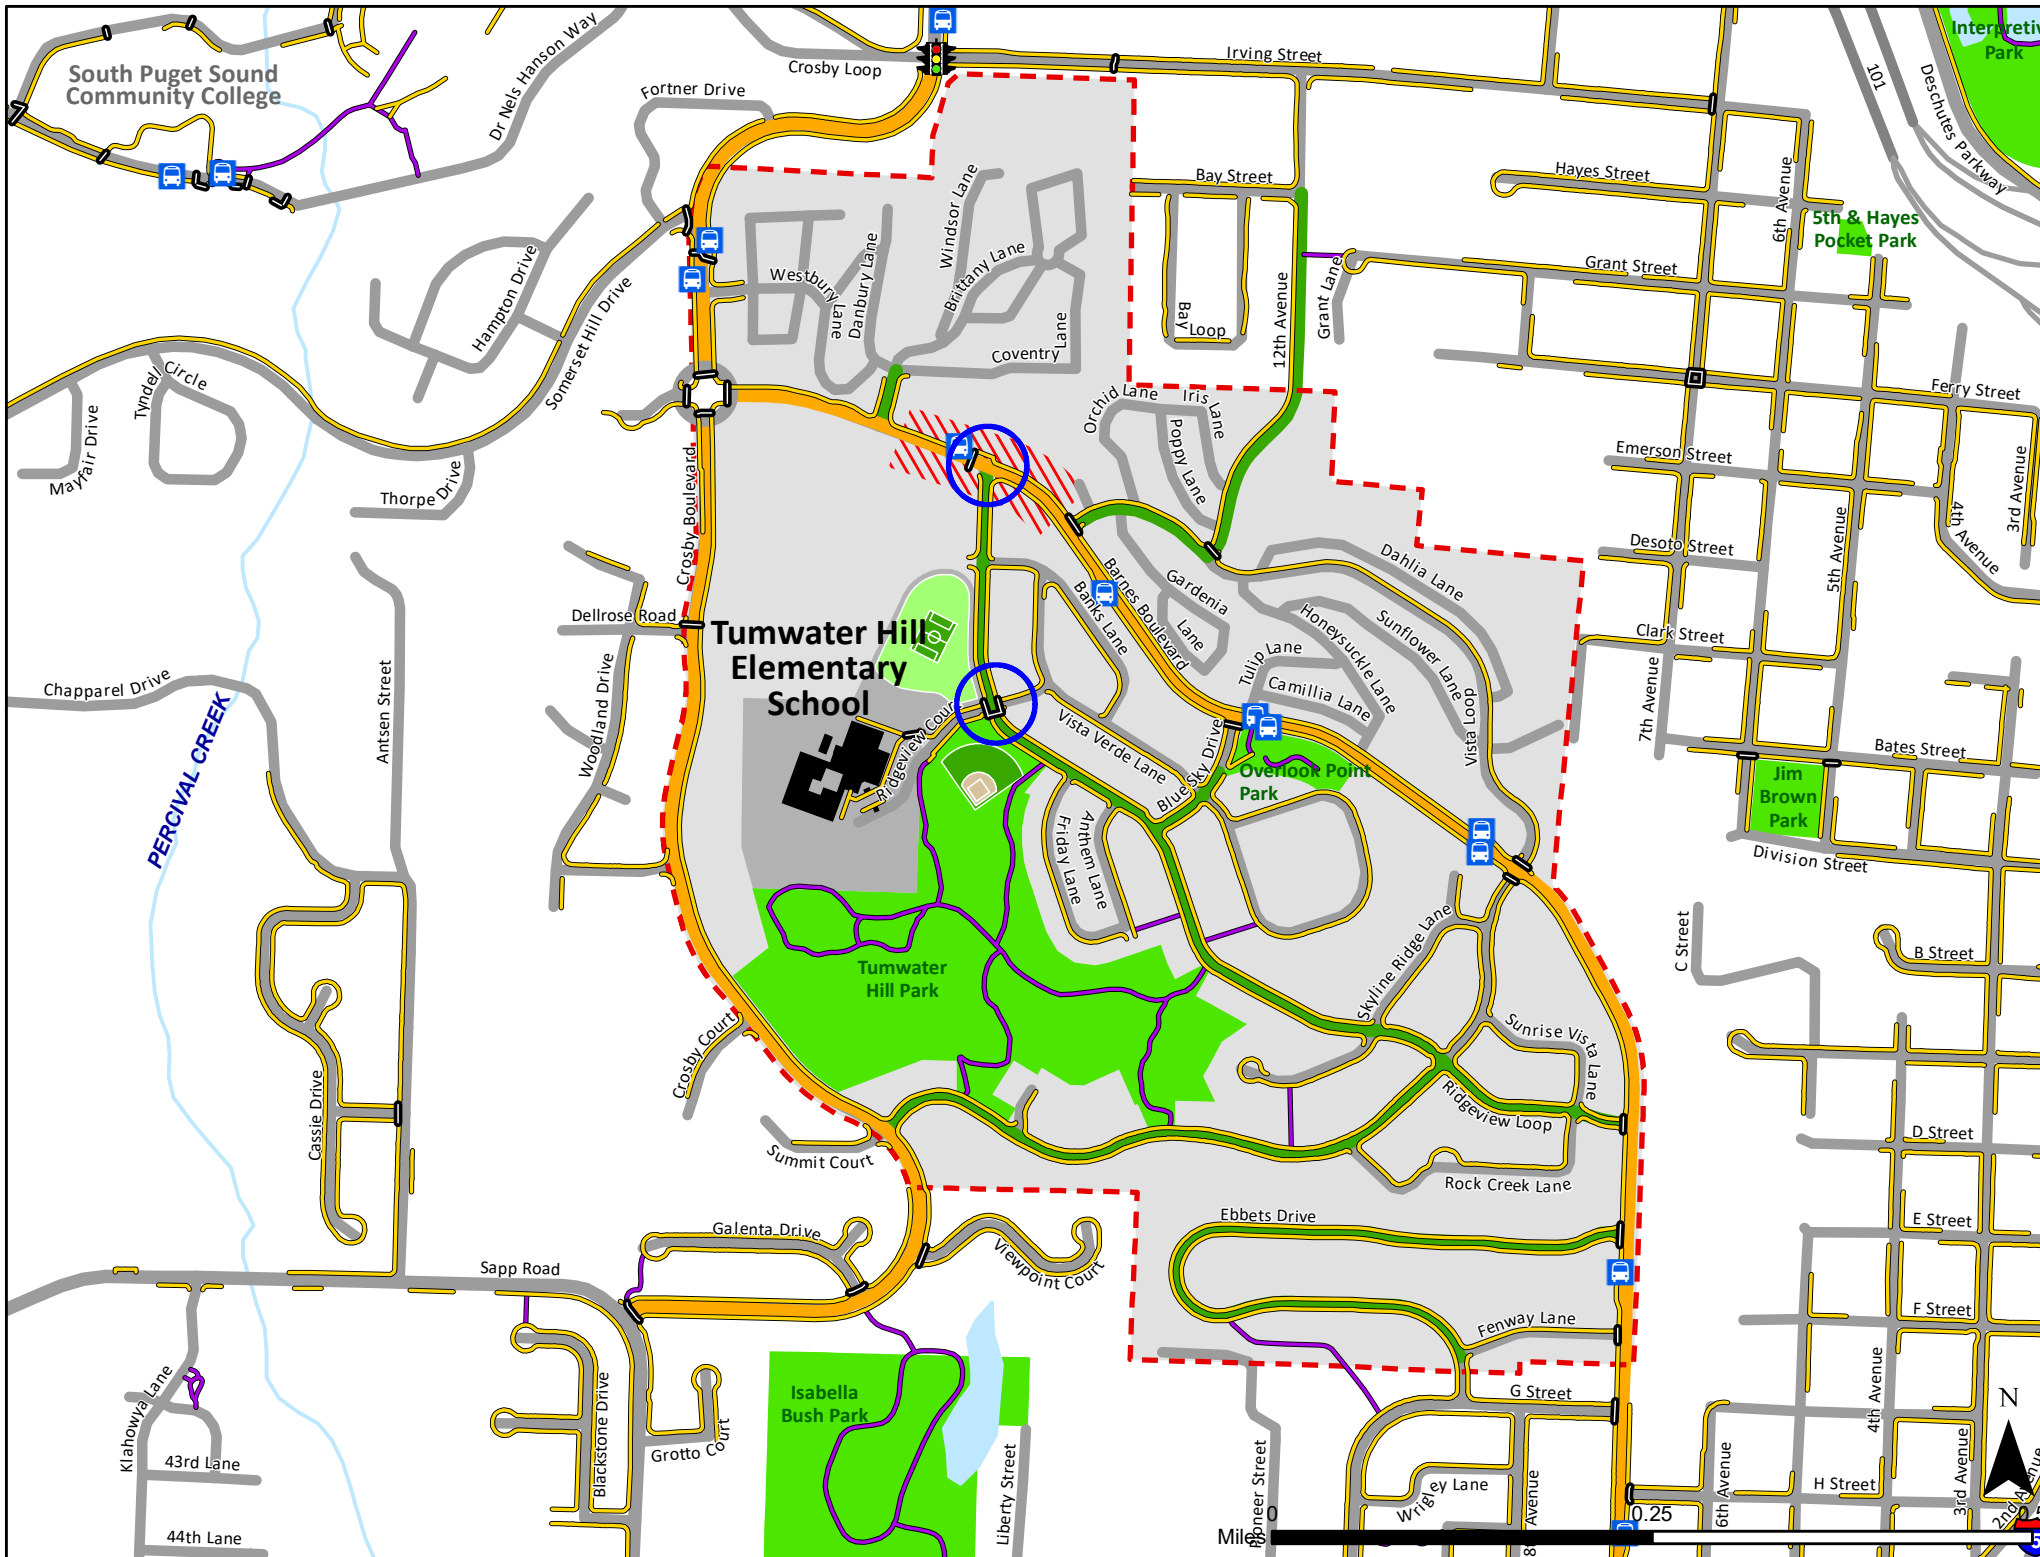 Interpretive
Park
Irving Street
Crosby Loop
South Puget Sound
Community College
Dr Nels Hanson Way
Fortner Drive
101
Deschutes Parkway
Hayes Street
Bay Street
6th Avenue
5th & Hayes
Pocket Park
Windsor Lane
Brittany Lane
Danbury Lane
Westbury Lane
Hampton Drive
Somerset Hill Drive
Grant Street
Grant Lane
Bay Loop
12th Avenue
Coventry Lane
Tyndell Circle
Mayfair Drive
Thorpe Drive
Ferry Street
Orchid Lane
Iris Lane
Poppy Lane
Emerson Street
3rd Avenue
4th Avenue
Crosby Boulevard
Desoto Street
5th Avenue
Dahlia Lane
Gardenia Lane
Barnes Boulevard
Banks Lane
Honeysuckle Lane
Sunflower Lane
Dellrose Road
Tumwater Hill
Elementary
School
Clark Street
Tulip Lane
Camillia Lane
Vista Loop
7th Avenue
Chapparel Drive
Antsen Street
Woodland Drive
PERCIVAL CREEK
Ridgeview Court
Vista Verde Lane
Blue Sky Drive
Bates Street
Overlook Point
Park
Jim
Brown
Park
Anthem Lane
Friday Lane
Division Street
C Street
B Street
Skyline Ridge Lane
Tumwater
Hill Park
Crosby Court
Sunrise Vista Lane
Cassie Drive
Ridgeview Loop
D Street
Summit Court
Rock Creek Lane
Galenta Drive
Ebbets Drive
E Street
Viewpoint Court
Sapp Road
Fenway Lane
F Street
Klahowya Lane
Blackstone Drive
Isabella
Bush Park
G Street
4th Avenue
N
Grotto Court
43rd Lane
Liberty Street
Pioneer Street
Wrigley Lane
8th Avenue
6th Avenue
H Street
3rd Avenue
2nd Avenue
44th Lane
0
0.25
Miles